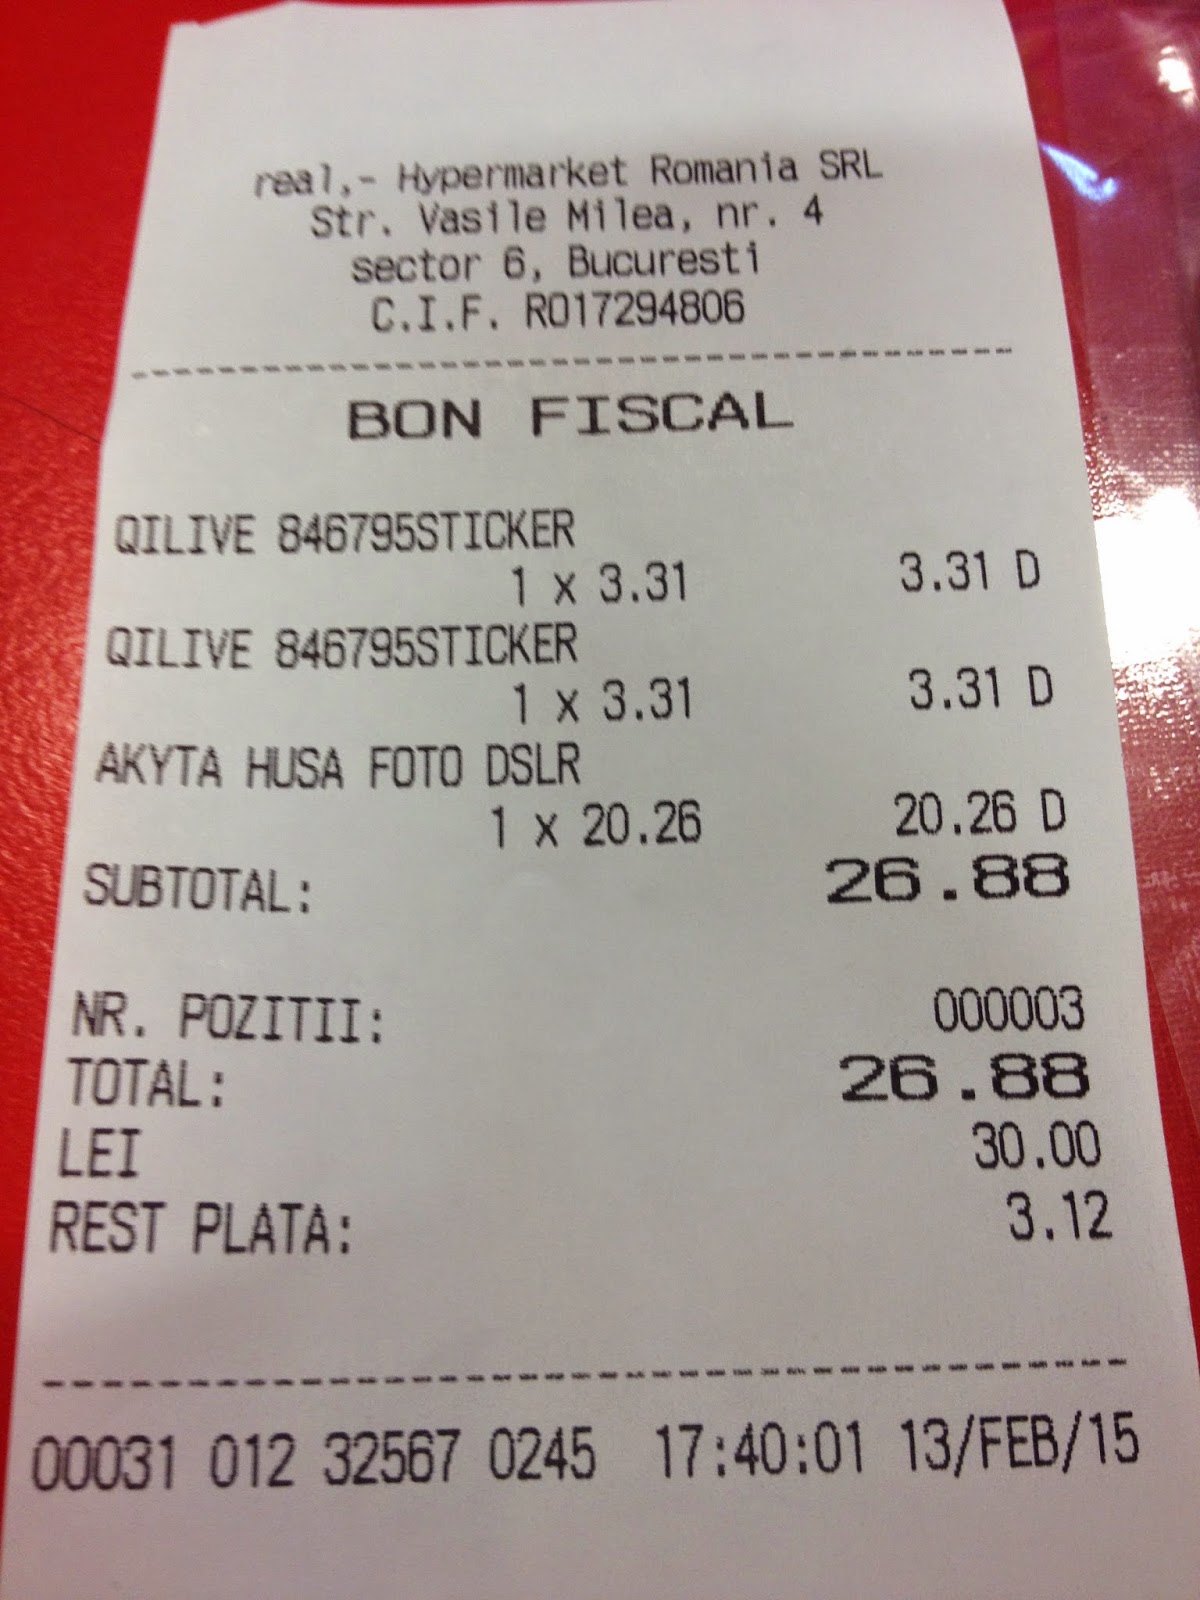 real,- Hypermarket Romania SRL
Str. Vasile Milea, nr. 4
sector 6, Bucuresti
C.I.F. RO17294806
BON FISCAL
QILIVE 846795STICKER
1 x 3.31 3.31 D
QILIVE 846795STICKER
1 x 3.31 3.31 D
AKYTA HUSA FOTO DSLR
1 x 20.26 20.26 D
SUBTOTAL: 26.88
NR. POZITII: 000003
TOTAL: 26.88
LEI 30.00
REST PLATA: 3.12
00031 012 32567 0245 17:40:01 13/FEB/15